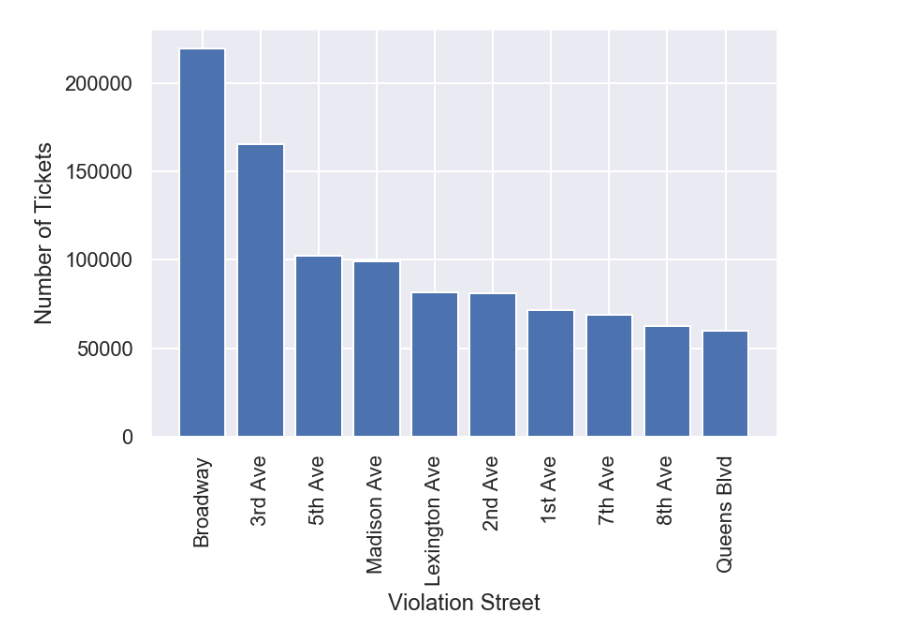 200000
150000
100000
50000
0
Number of Tickets
Broadway
3rd Ave
5th Ave
Madison Ave
Lexington Ave
2nd Ave
1st Ave
7th Ave
8th Ave
Queens Blvd
Violation Street